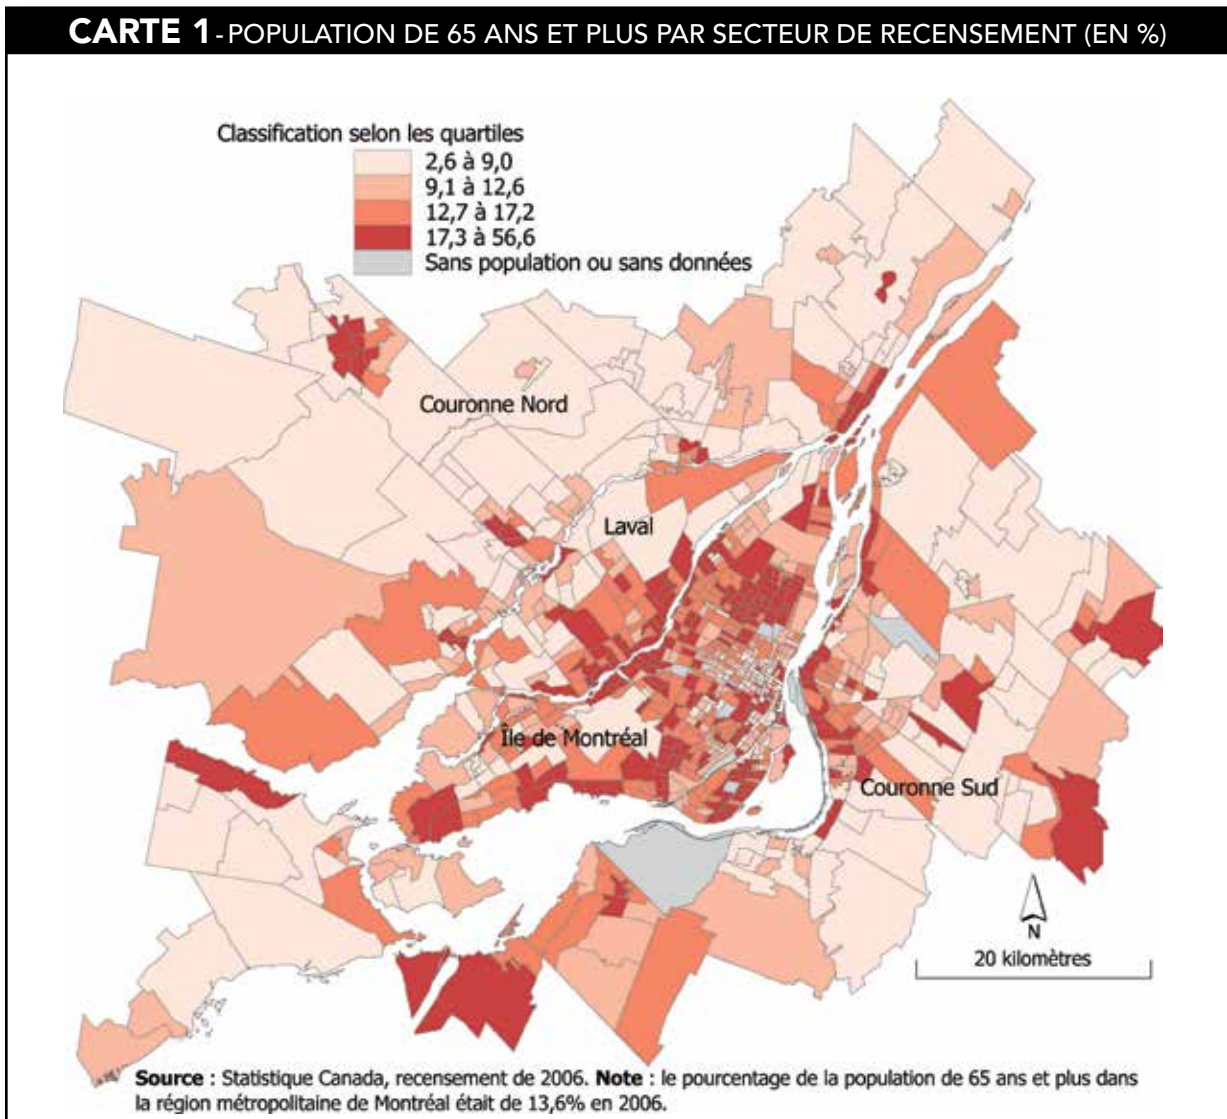 CARTE 1 - POPULATION DE 65 ANS ET PLUS PAR SECTEUR DE RECENSEMENT (EN %)
Classification selon les quartiles
2,6 à 9,0
9,1 à 12,6
12,7 à 17,2
17,3 à 56,6
Sans population ou sans données
Couronne Nord
Laval
Île de Montréal
Couronne Sud
N
20 kilomètres
Source : Statistique Canada, recensement de 2006. Note : le pourcentage de la population de 65 ans et plus dans
la région métropolitaine de Montréal était de 13,6% en 2006.